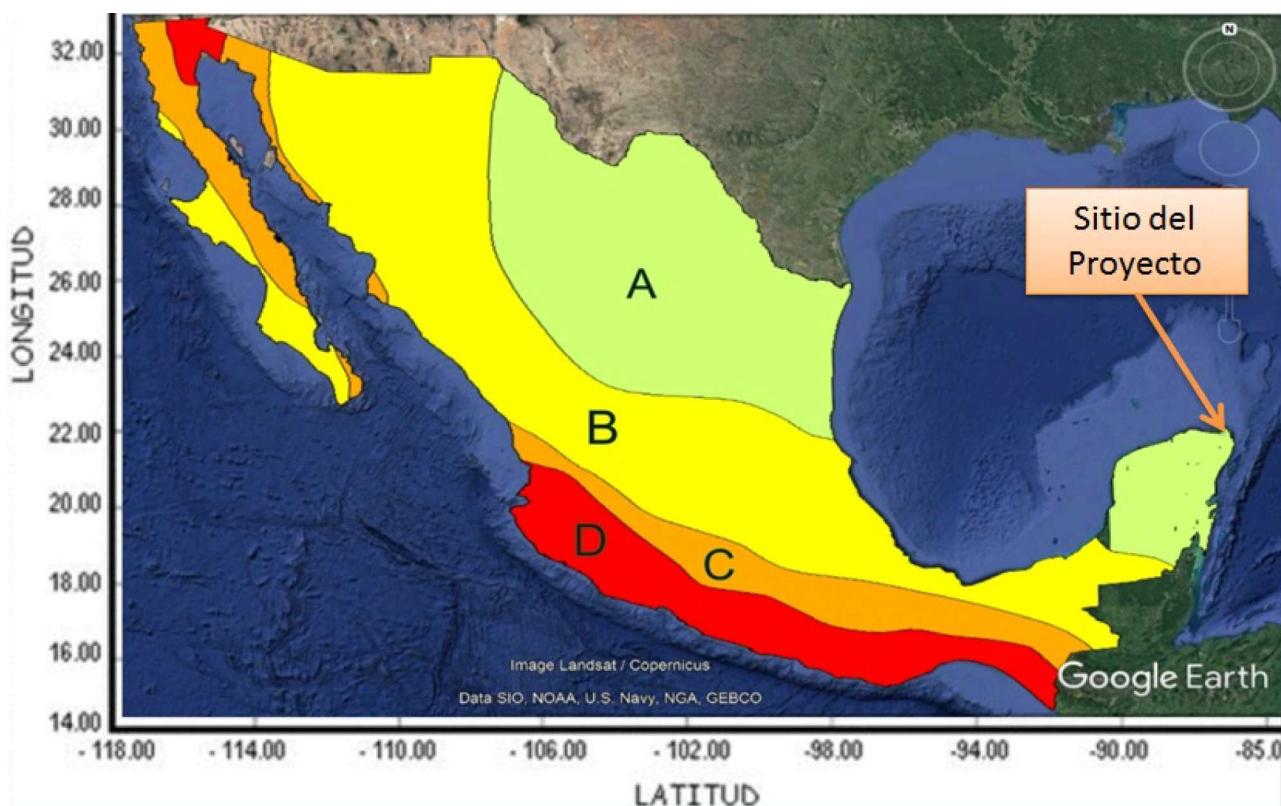 N
32.00
30.00
28.00
26.00
24.00
22.00
20.00
18.00
16.00
14.00
LONGITUD
A
B
C
D
Sitio del
Proyecto
Image Landsat / Copernicus
Data SIO, NOAA, U.S. Navy, NGA, GEBCO
Google Earth
- 118.00
- 114.00
- 110.00
- 106.00
- 102.00
-98.00
-94.00
-90.00
-85.00
LATITUD